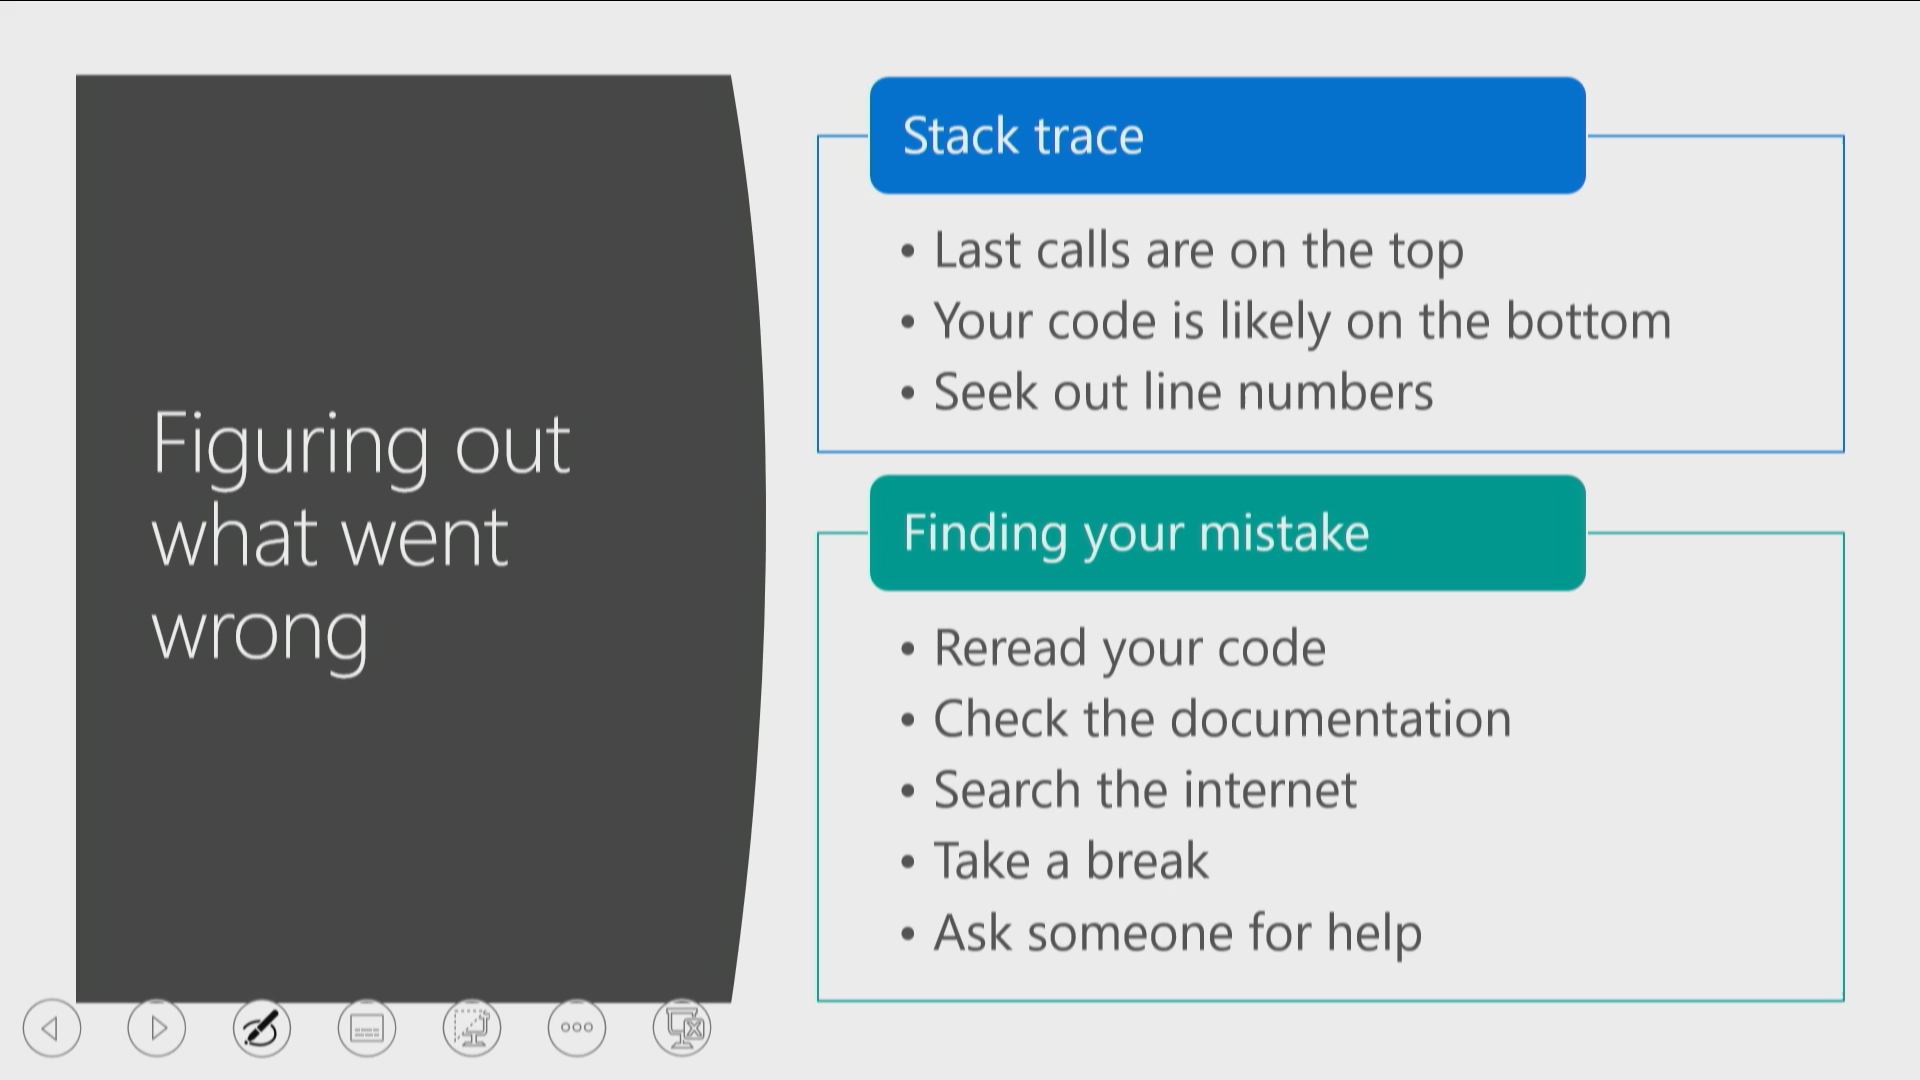 Figuring out
what went
wrong
Stack trace
• Last calls are on the top
• Your code is likely on the bottom
• Seek out line numbers
Finding your mistake
• Reread your code
• Check the documentation
• Search the internet
• Take a break
• Ask someone for help